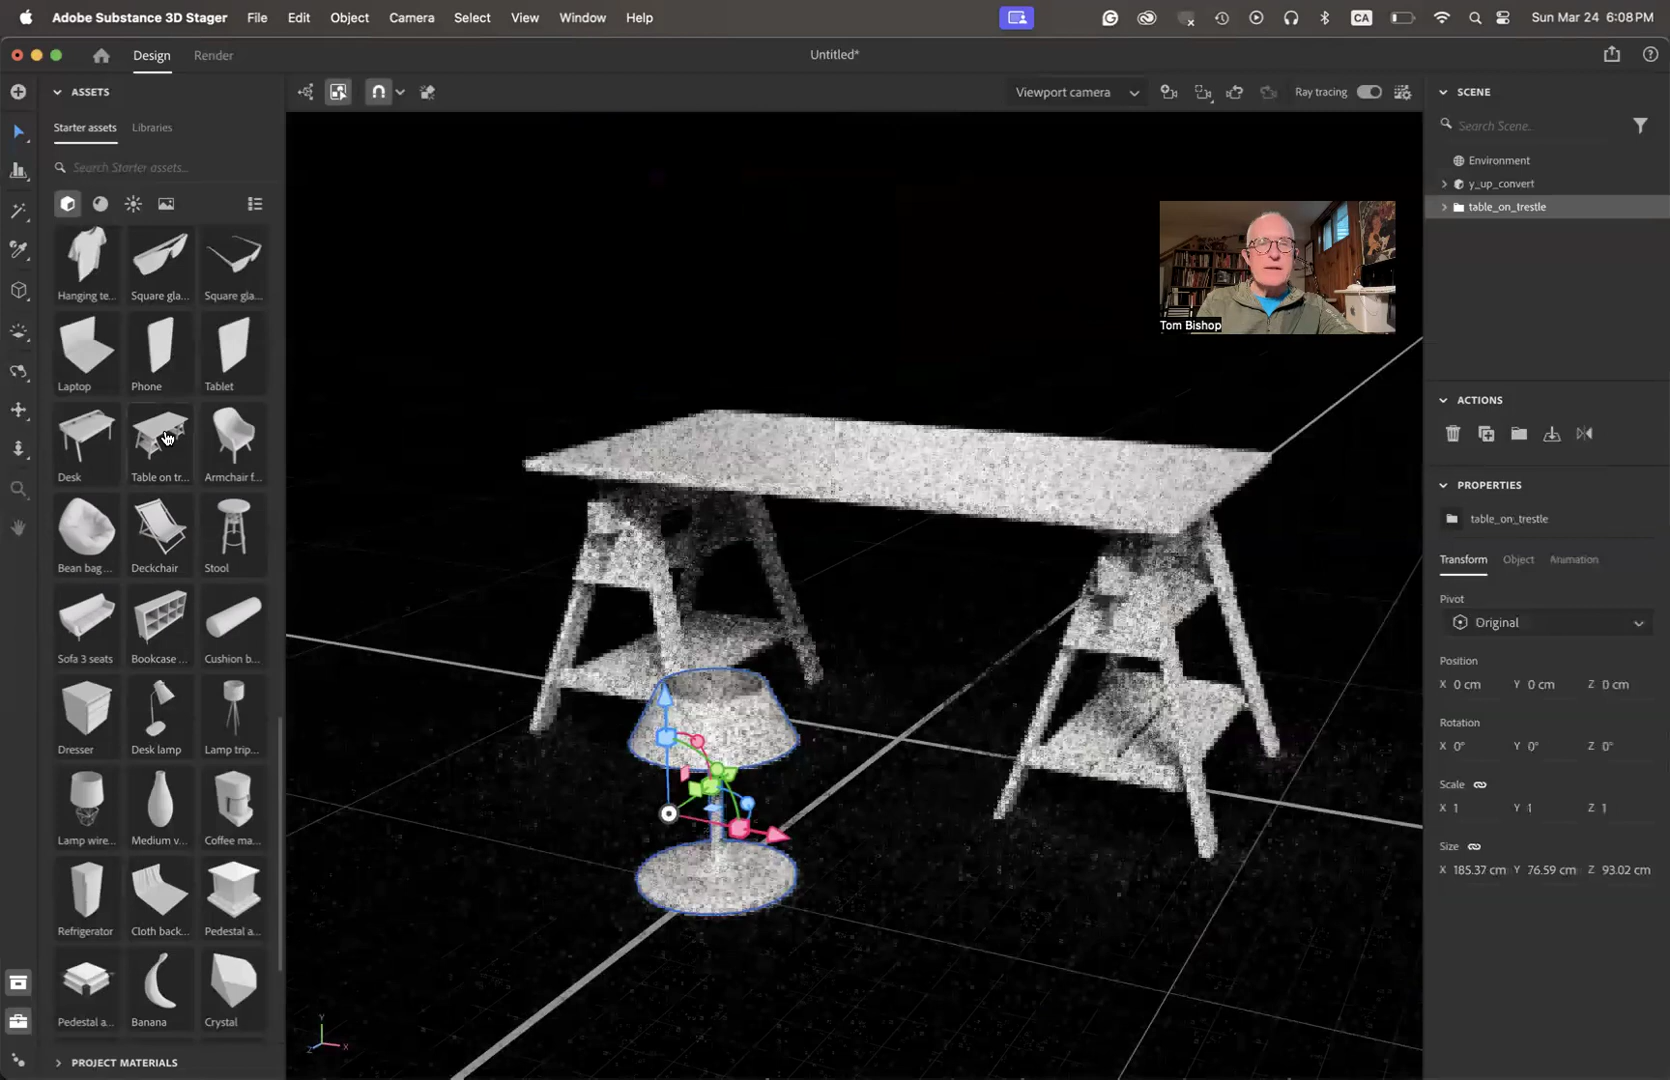 Adobe Substance 3D Stager File Edit Object Camera Select View Window Help CA Sun Mar 24 6:08 PM
Design Render Untitled*
ASSETS
Starter assets Libraries
Search Starter assets...
Hanging te... Square gla... Square gla...
Laptop Phone Tablet
Desk Table on tr... Armchair f...
Bean bag ... Deckchair Stool
Sofa 3 seats Bookcase ... Cushion b...
Dresser Desk lamp Lamp trip...
Lamp wire... Medium v... Coffee ma...
Refrigerator Cloth back... Pedestal a...
Pedestal a... Banana Crystal
PROJECT MATERIALS
Viewport camera Ray tracing
Tom Bishop
Y
Z X
SCENE
Search Scene...
Environment
y_up_convert
table_on_trestle
ACTIONS
PROPERTIES
table_on_trestle
Transform Object Animation
Pivot
Original
Position
X 0 cm Y 0 cm Z 0 cm
Rotation
X 0° Y 0° Z 0°
Scale
X 1 Y 1 Z 1
Size
X 185.37 cm Y 76.59 cm Z 93.02 cm